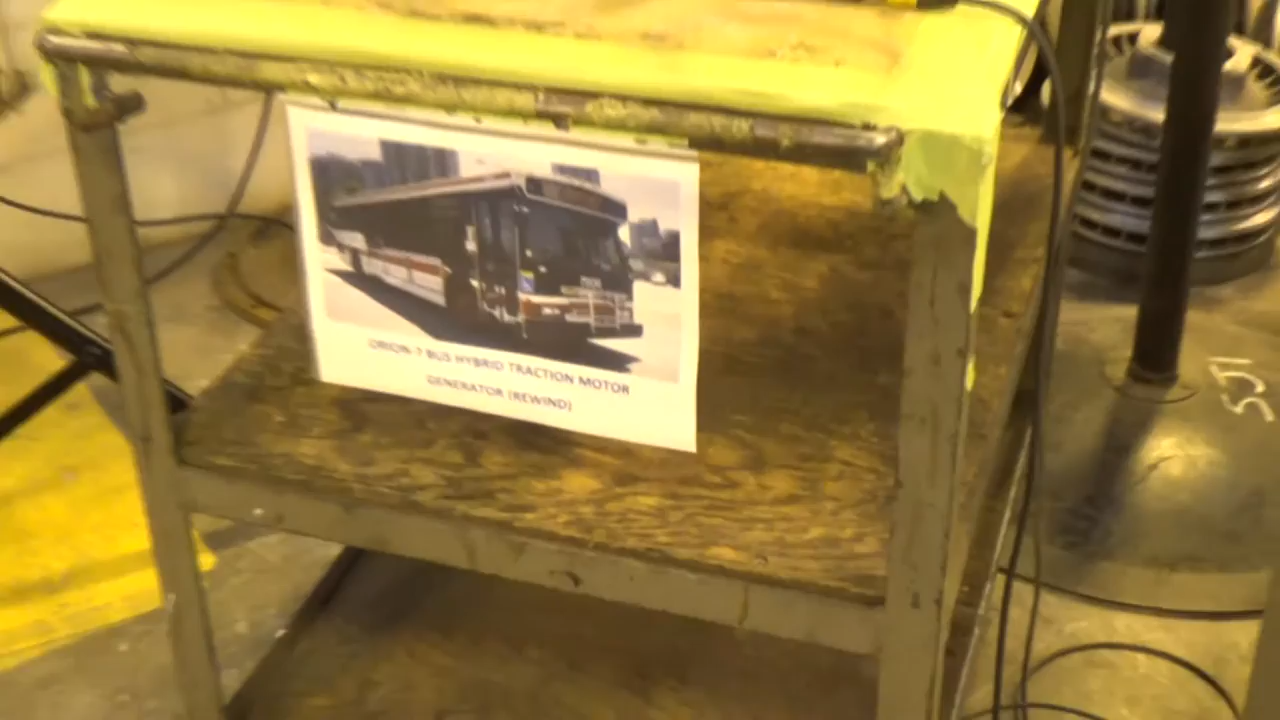 ORION-7 BUS HYBRID TRACTION MOTOR
GENERATOR (REWIND)